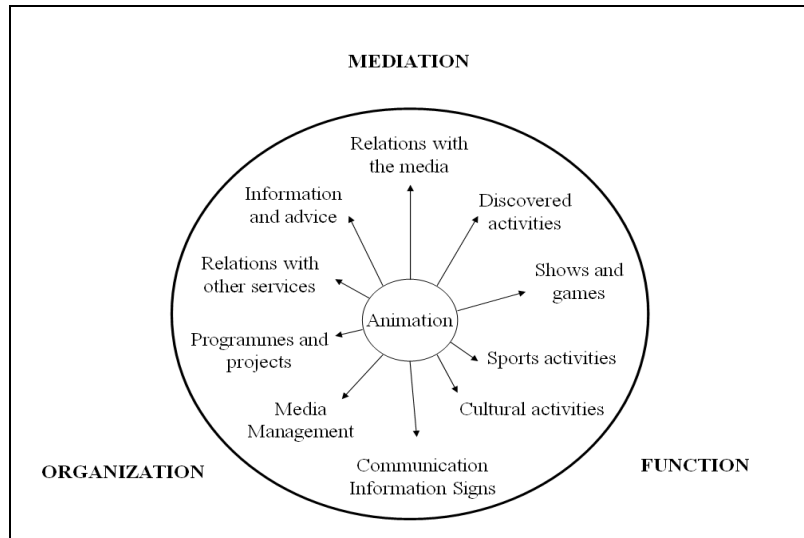 MEDIATION
Relations with
the media
Information
and advice
Discovered
activities
Relations with
other services
Shows and
games
Animation
Programmes and
projects
Sports activities
Media
Management
Cultural activities
Communication
Information Signs
ORGANIZATION
FUNCTION